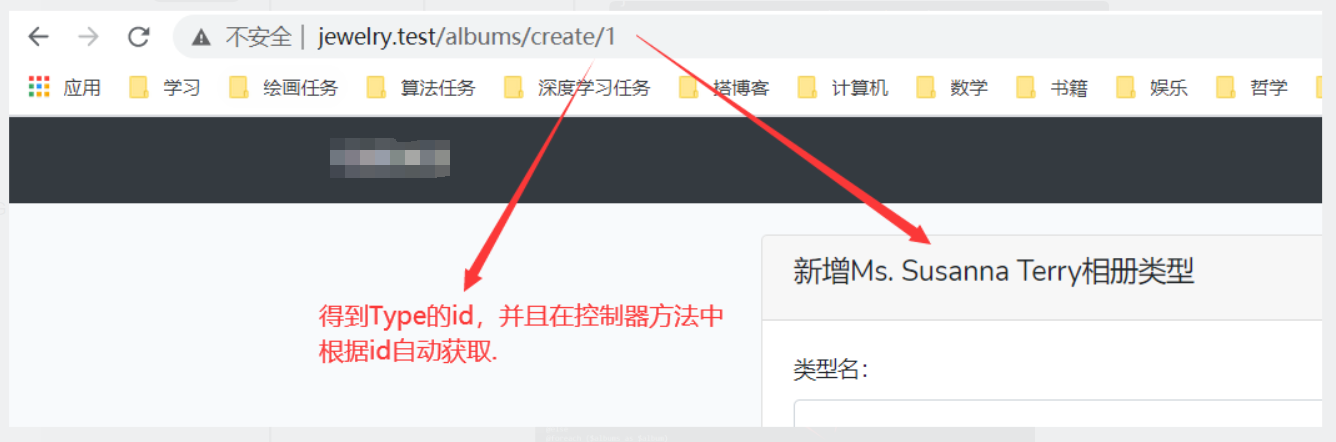 不安全 | jewelry.test/albums/create/1
应用 学习 绘画任务 算法任务 深度学习任务 塔博客 计算机 数学 书籍 娱乐 哲学
新增Ms. Susanna Terry相册类型
得到Type的id，并且在控制器方法中
根据id自动获取.
类型名：